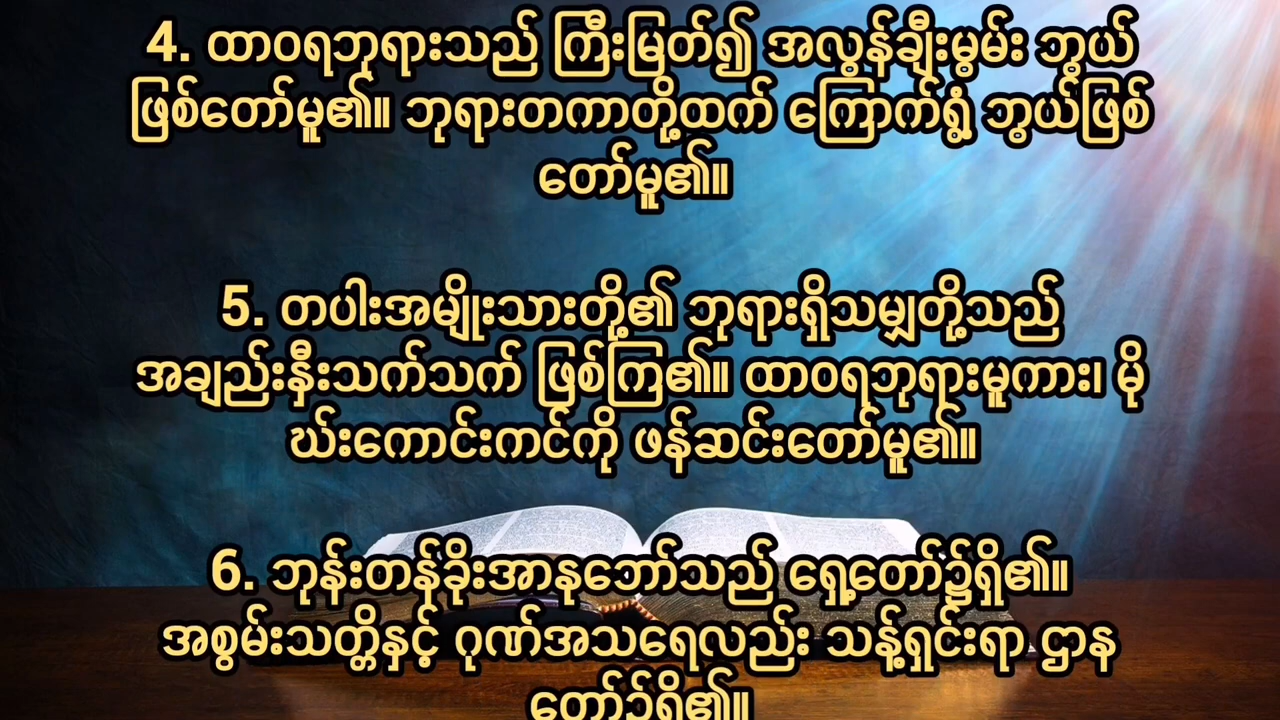 4. ထာဝရဘုရားသည် ကြီးမြတ်၍ အလွန်ချီးမွမ်း ဘွယ်
ဖြစ်တော်မူ၏။ ဘုရားတကာတို့ထက် ကြောက်ရွံ့ ဘွယ်ဖြစ်
တော်မူ၏။
5. တပါးအမျိုးသားတို့၏ ဘုရားရှိသမျှတို့သည်
အချည်းနှီးသက်သက် ဖြစ်ကြ၏။ ထာဝရဘုရားမူကား၊ မို
ဃ်းကောင်းကင်ကို ဖန်ဆင်းတော်မူ၏။
6. ဘုန်းတန်ခိုးအာနုဘော်သည် ရှေ့တော်၌ရှိ၏။
အစွမ်းသတ္တိနှင့် ဂုဏ်အသရေလည်း သန့်ရှင်းရာ ဌာန
တော်၌ရှိ၏။